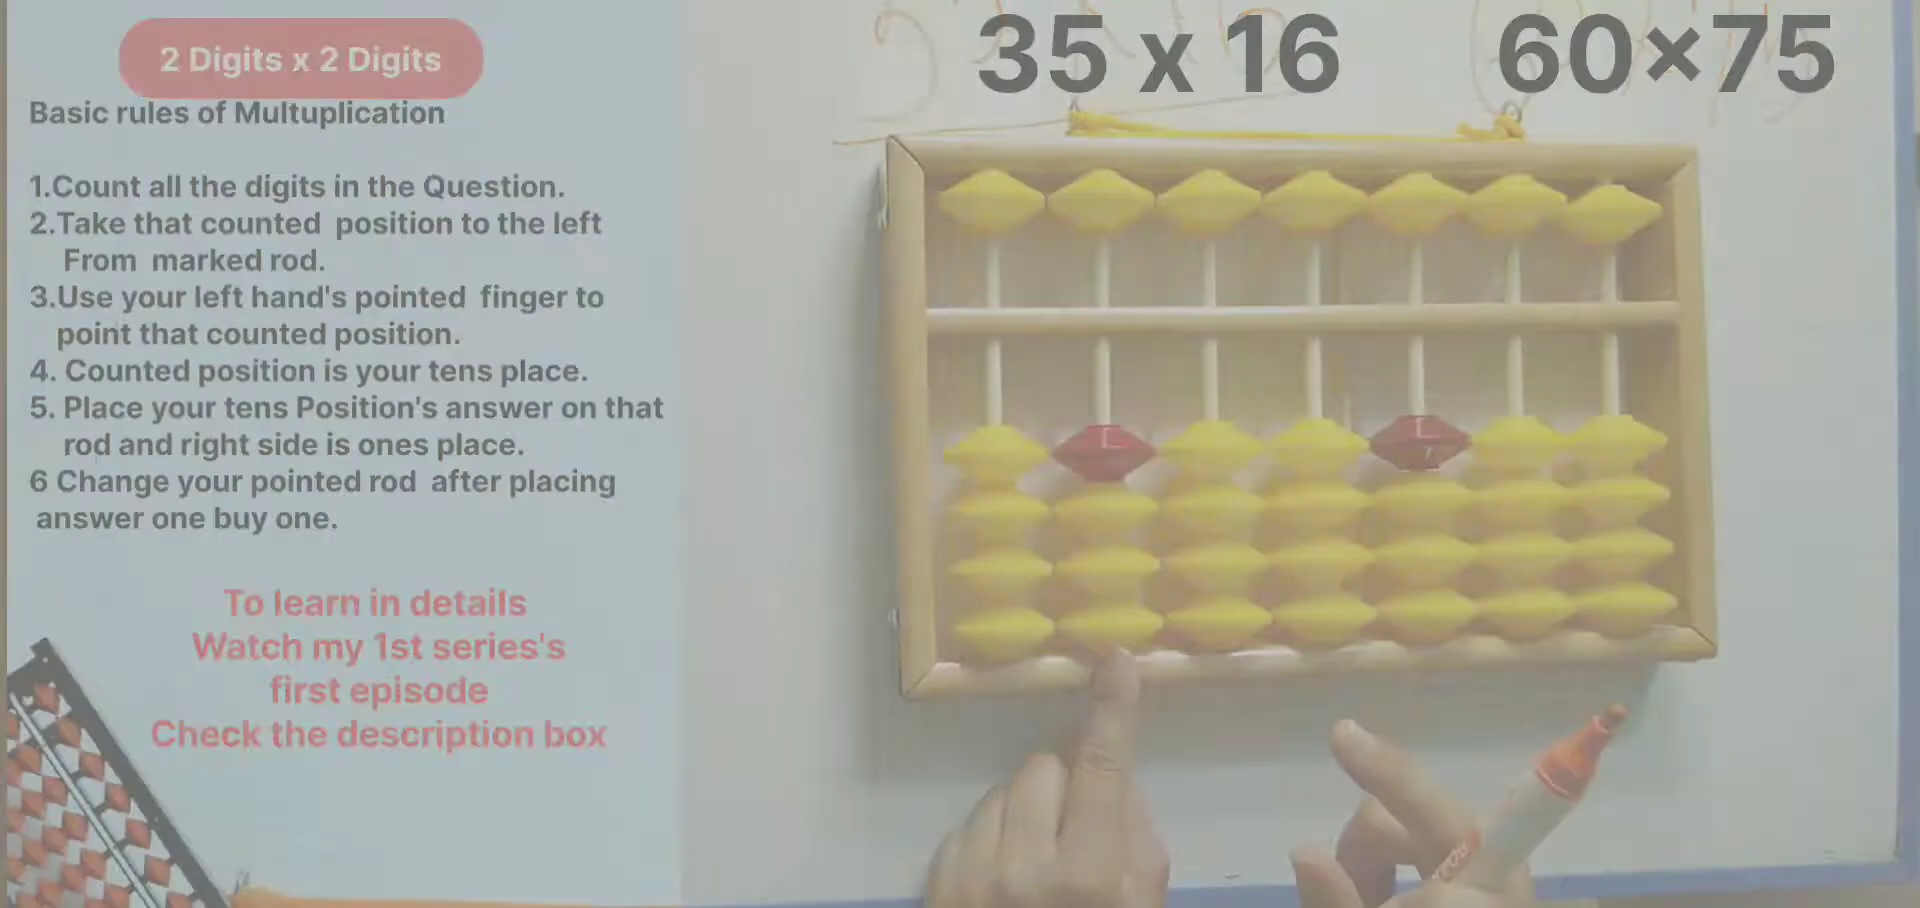 2 Digits x 2 Digits
35 x 16
60×75
Basic rules of Multuplication
1.Count all the digits in the Question.
2.Take that counted position to the left
From marked rod.
3.Use your left hand's pointed finger to
point that counted position.
4. Counted position is your tens place.
5. Place your tens Position's answer on that
rod and right side is ones place.
6 Change your pointed rod after placing
answer one buy one.
To learn in details
Watch my 1st series's
first episode
Check the description box